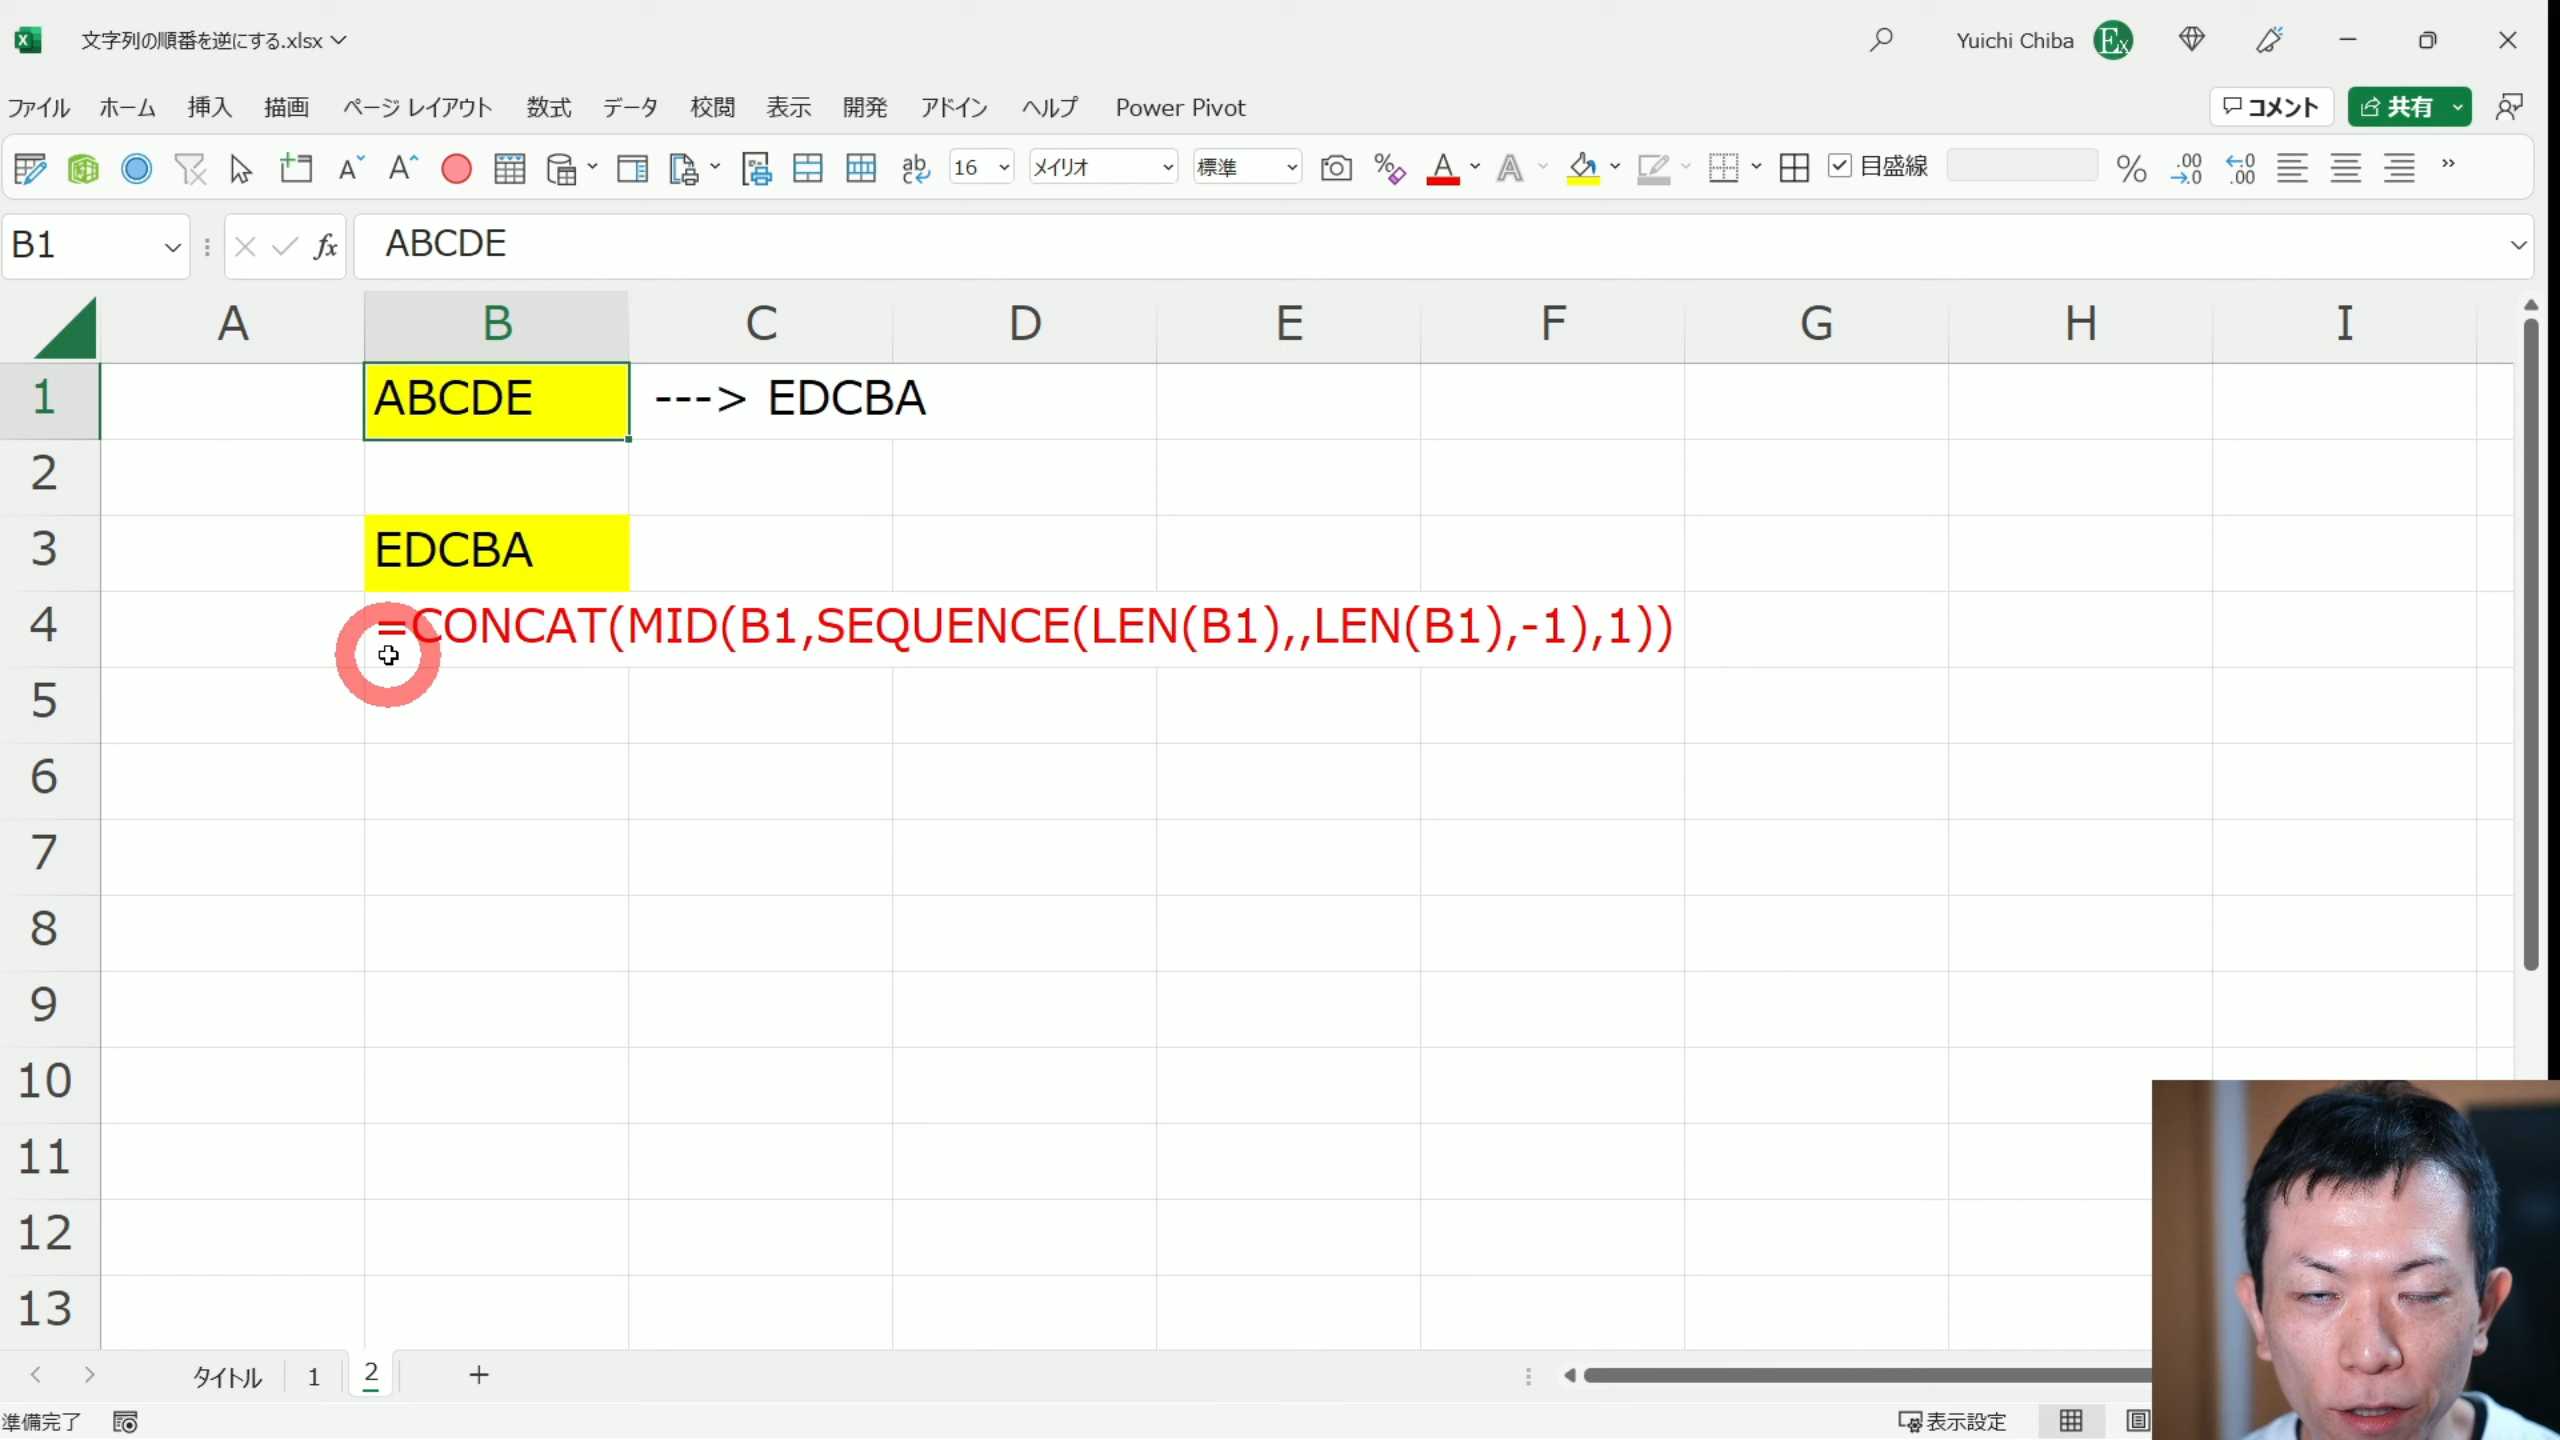 文字列の順番を逆にする.xlsx
Yuichi Chiba
ファイル ホーム 挿入 描画 ページ レイアウト 数式 データ 校閲 表示 開発 アドイン ヘルプ Power Pivot コメント 共有
16 メイリオ 標準 目盛線
B1 fx ABCDE
A B C D E F G H I
1 ABCDE ---> EDCBA
2
3 EDCBA
4 =CONCAT(MID(B1,SEQUENCE(LEN(B1),,LEN(B1),-1),1))
5
6
7
8
9
10
11
12
13
タイトル 1 2
準備完了 表示設定